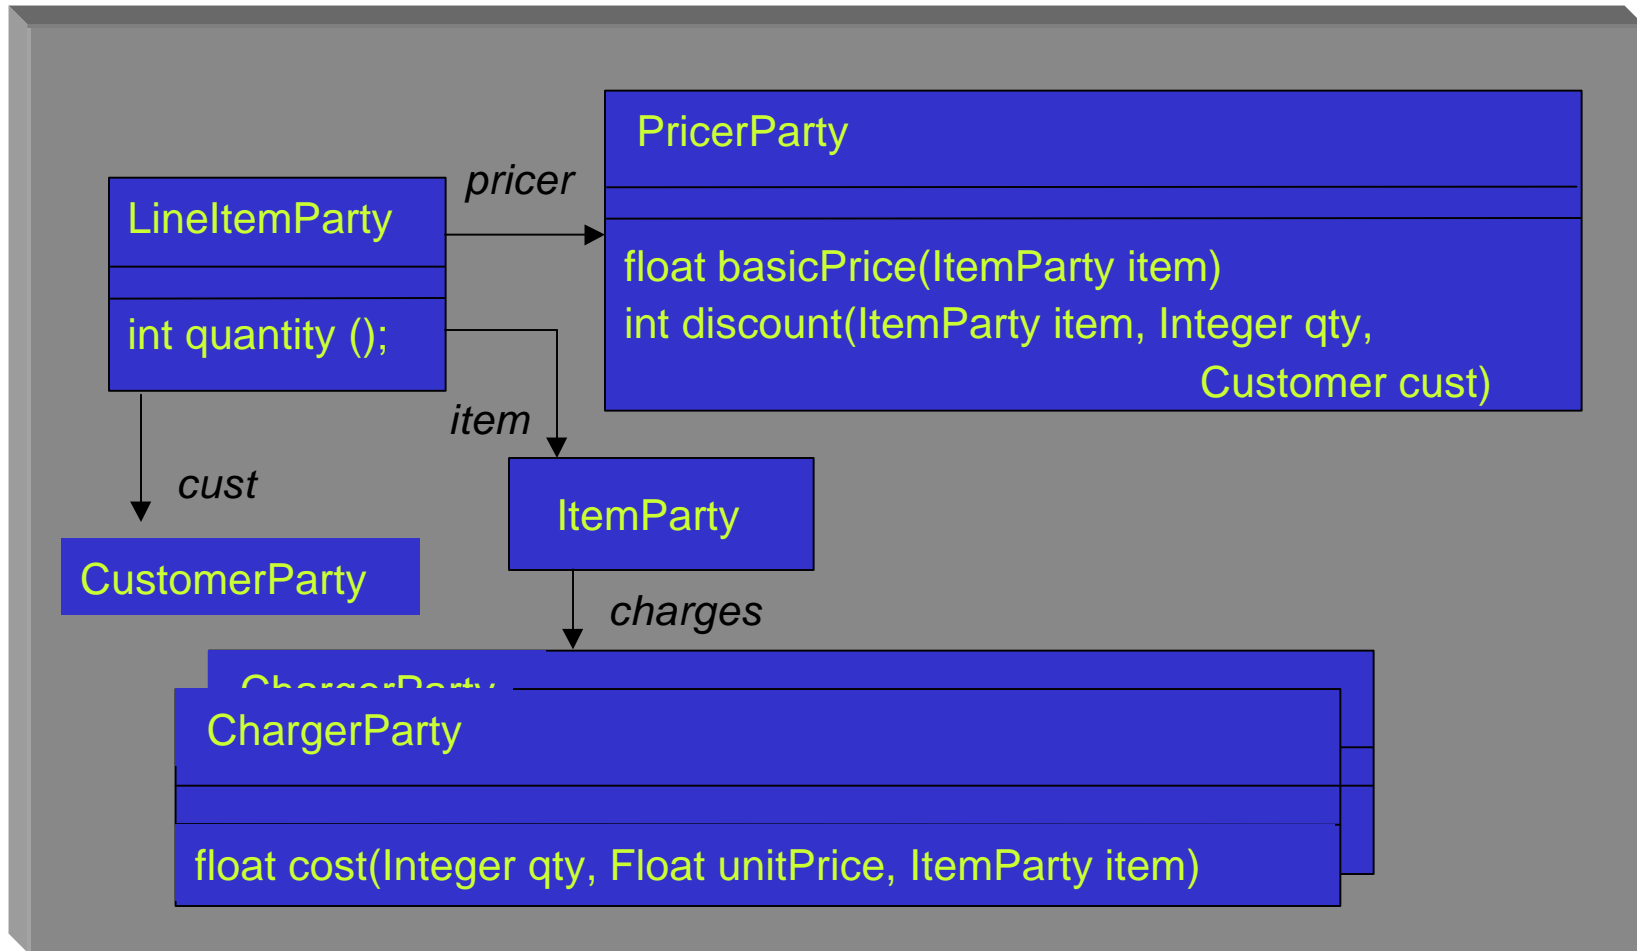 PricerParty
pricer
LineItemParty
float basicPrice(ItemParty item)
int discount(ItemParty item, Integer qty,
Customer cust)
int quantity ();
item
cust
ItemParty
CustomerParty
charges
ChargerParty
ChargerParty
float cost(Integer qty, Float unitPrice, ItemParty item)